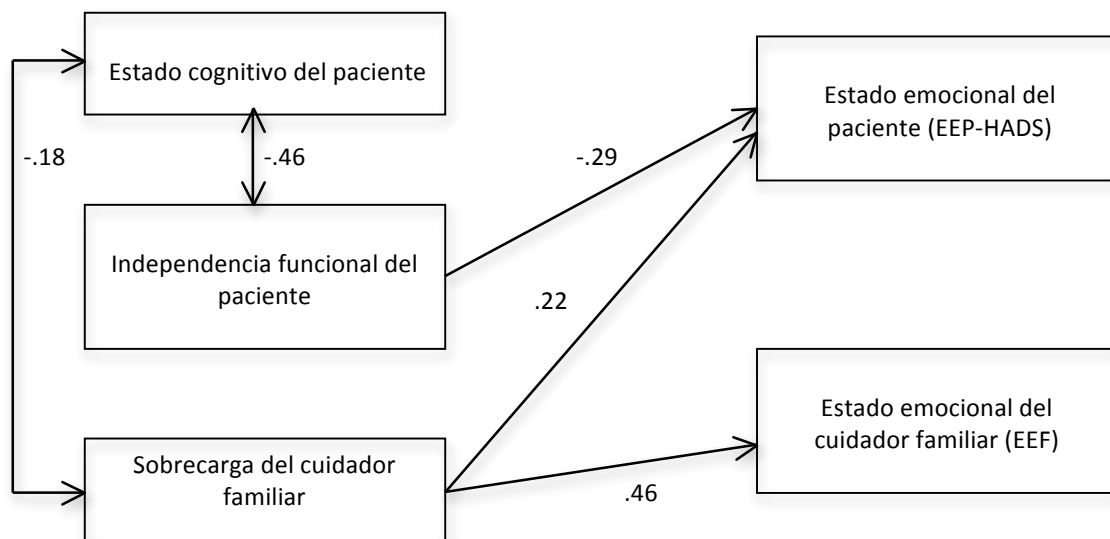 Estado cognitivo del paciente
Estado emocional del
paciente (EEP-HADS)
-.18
-.46
-.29
Independencia funcional del
paciente
.22
Estado emocional del
cuidador familiar (EEF)
Sobrecarga del cuidador
familiar
.46